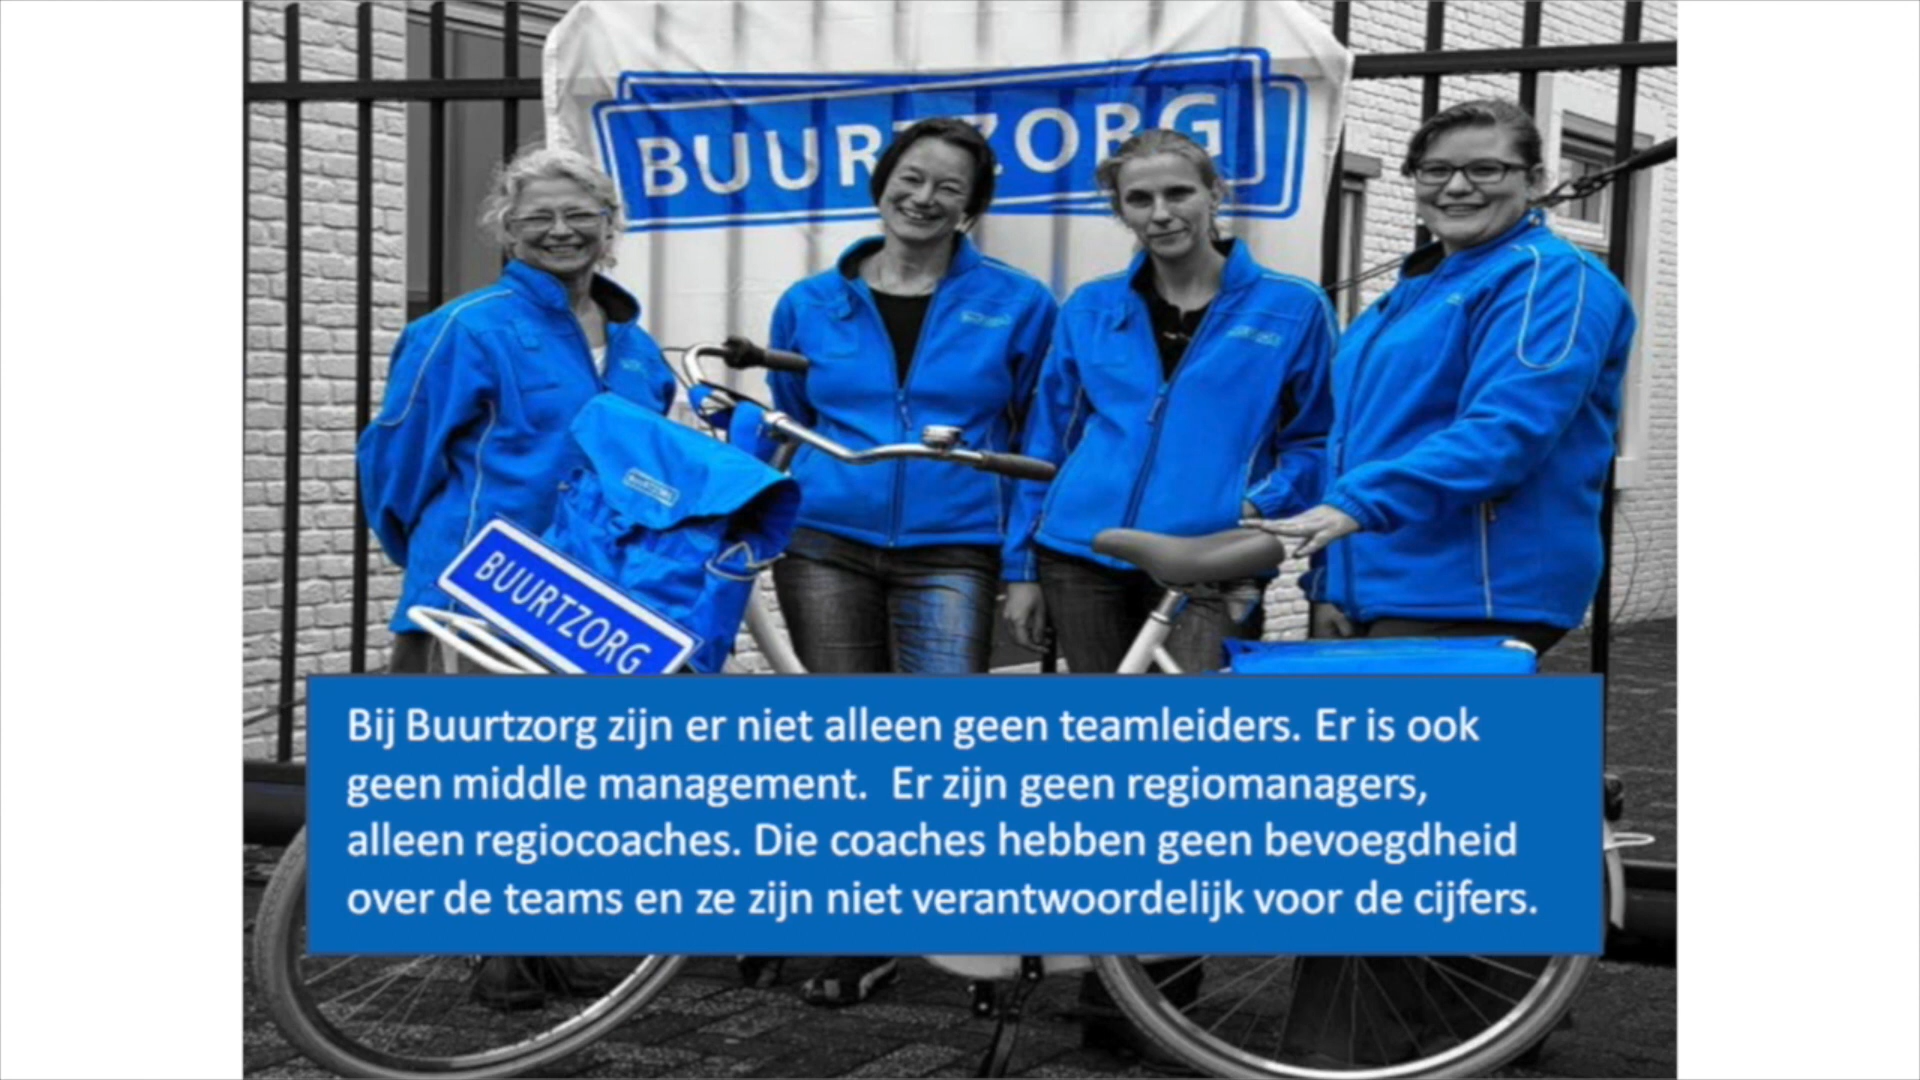 BUURTZORG
BUURTZORG
Bij Buurtzorg zijn er niet alleen geen teamleiders. Er is ook
geen middle management.  Er zijn geen regiomanagers,
alleen regiocoaches. Die coaches hebben geen bevoegdheid
over de teams en ze zijn niet verantwoordelijk voor de cijfers.